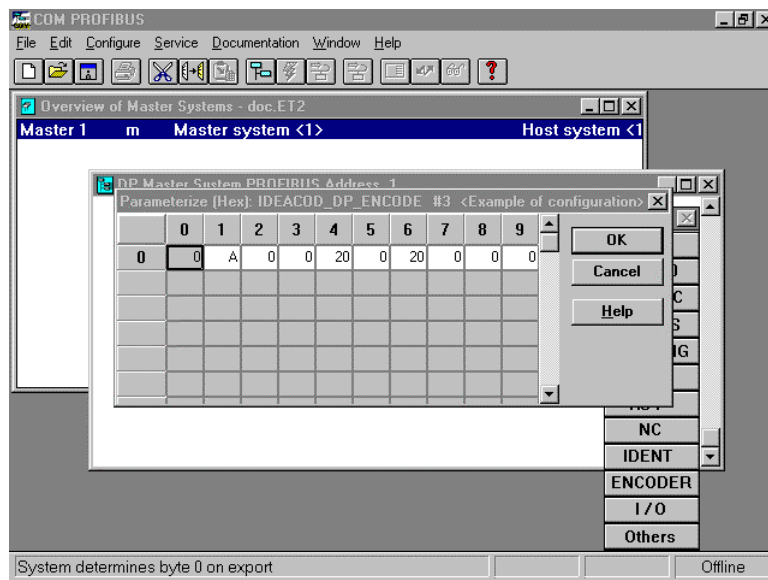 COM PROFIBUS
File Edit Configure Service Documentation Window Help
Overview of Master Systems - doc.ET2
Master 1 m Master system <1> Host system <1
DP Master System PROFIBUS Address 1
Parameterize (Hex): IDEACOD_DP_ENCODE #3 <Example of configuration>
0 1 2 3 4 5 6 7 8 9
0 0 A 0 0 20 0 20 0 0 0
OK
Cancel
Help
NC
IDENT
ENCODER
I / O
Others
System determines byte 0 on export Offline